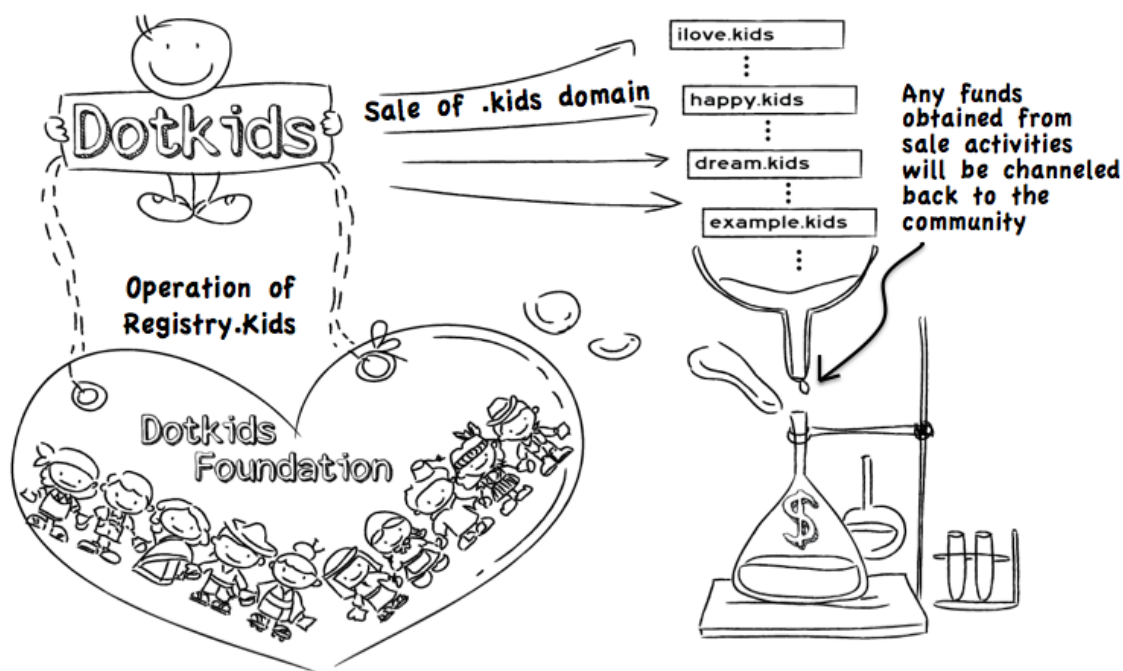 Dotkids
Sale of .kids domain
ilove.kids
happy.kids
dream.kids
example.kids
Any funds
obtained from
sale activities
will be channeled
back to the
community
Operation of
Registry.Kids
Dotkids
Foundation
$